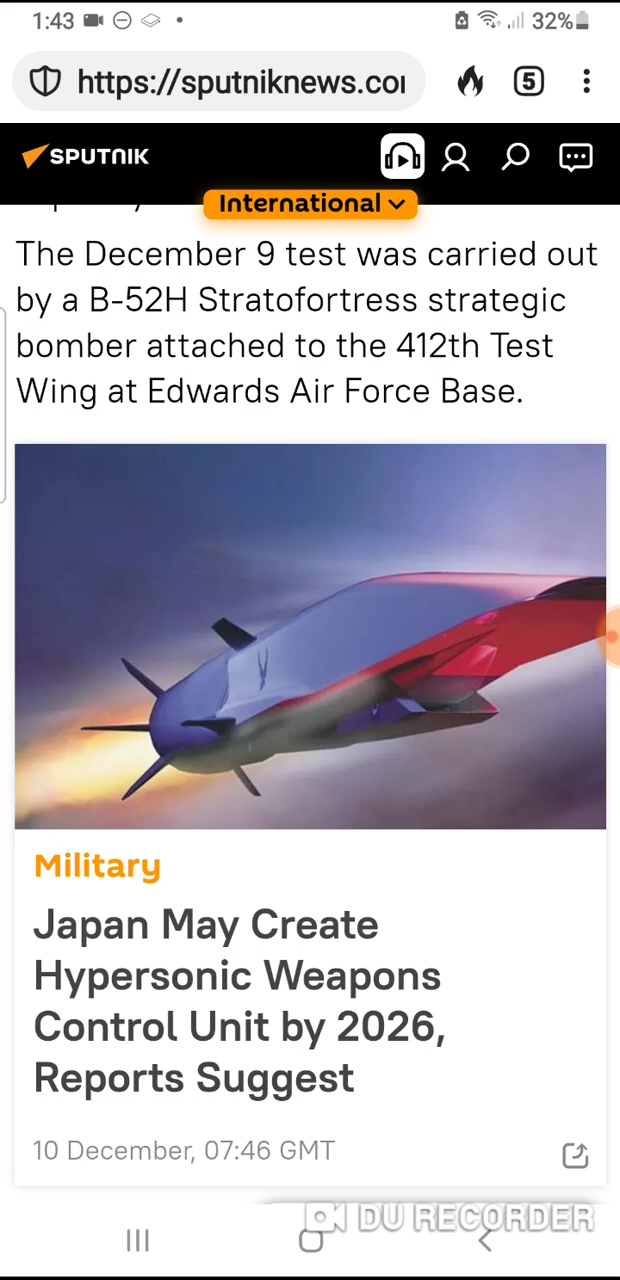 1:43
32%
https://sputniknews.co
5
SPUTNIK
International
The December 9 test was carried out
by a B-52H Stratofortress strategic
bomber attached to the 412th Test
Wing at Edwards Air Force Base.
Military
Japan May Create
Hypersonic Weapons
Control Unit by 2026,
Reports Suggest
10 December, 07:46 GMT
DU RECORDER